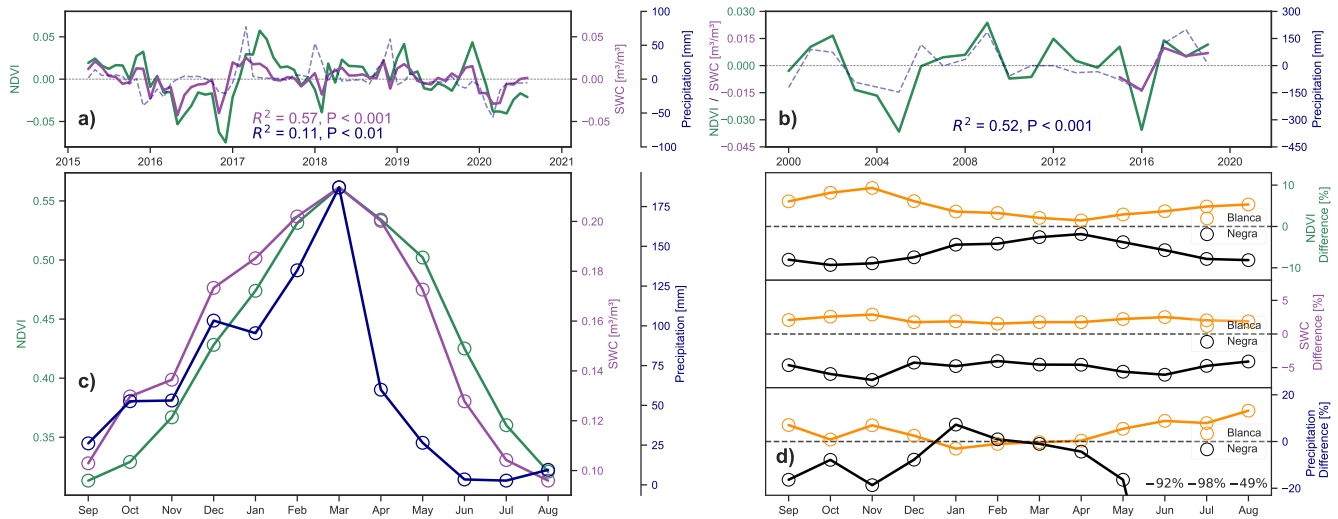 0.05
0.00
−0.05
NDVI
a)
R² = 0.57, P < 0.001
R² = 0.11, P < 0.01
0.05
0.00
−0.05
SWC [m³/m³]
100
50
0
−50
−100
Precipitation [mm]
2015 2016 2017 2018 2019 2020 2021
0.030
0.015
0.000
−0.015
−0.030
−0.045
NDVI / SWC [m³/m³]
b)
R² = 0.52, P < 0.001
300
150
0
−150
−300
−450
Precipitation [mm]
2000 2004 2008 2012 2016 2020
0.55
0.50
0.45
0.40
0.35
NDVI
c)
0.20
0.18
0.16
0.14
0.12
0.10
SWC [m³/m³]
175
150
125
100
75
50
25
0
Precipitation [mm]
Sep Oct Nov Dec Jan Feb Mar Apr May Jun Jul Aug
Blanca
Negra
10
0
−10
NDVI
Difference [%]
Blanca
Negra
5
0
−5
SWC
Difference [%]
d)
Blanca
Negra
−92% −98% −49%
20
0
−20
Precipitation
Difference [%]
Sep Oct Nov Dec Jan Feb Mar Apr May Jun Jul Aug